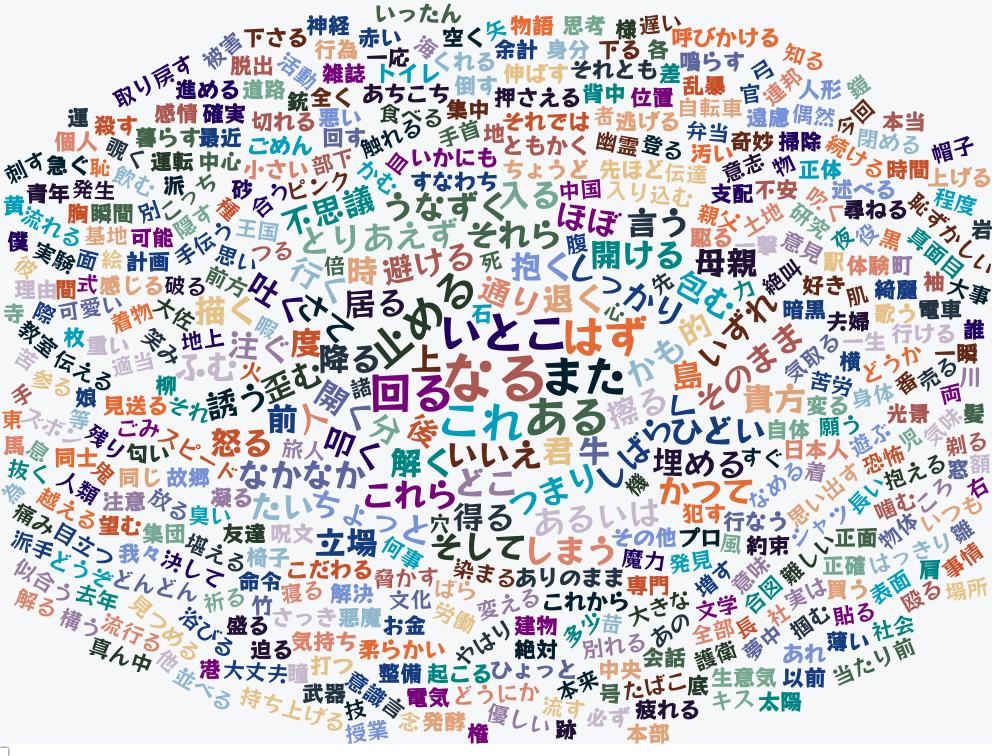 いったん
神経
物語
思考
様
遅い
下さる
赤い
海
空く
矢
呼びかける
被害
行為
一応
くれる
余計
身分
下る
各
知る
脱出
活動
雑誌
トイレ
倒す
伸ばす
それとも
差
鳴らす
弓
連邦
取り戻す
進める
道路
銃
全く
あちこち
集中
押さえる
背中
位置
乱暴
官
人形
鎧
運
殺す
感情
確実
切れる
悪い
食べる
者
自転車
遠慮
偶然
今回
本当
個人
覗く
暮らす
最近
ごめん
回す
触れる
手首
地
それでは
逃げる
弁当
閉める
刺す
急ぐ
恥
運転
中心
小さい
部下
皿
いかにも
ともかく
幽霊
登る
汚い
奇妙
掃除
続ける
時間
帽子
青年
発生
飲む
派
こっち
砂
合う
ピンク
かむ
すなわち
ちょうど
先ほど
伝達
意志
物
正体
上げる
黄
流れる
胸
瞬間
別
隠す
種
不思議
うなずく
入る
中国
入り込む
支配
不安
吹く
述べる
尋ねる
恥ずかしい
程度
僕
実験
基地
可能
手伝う
王国
とりあえず
それら
ほぼ
言う
親父
土地
研究
夜
役
黒
真面目
岩
彼
面
絵
計画
思い
つる
行く
倍
時
避ける
死
抱く
腹
開ける
駆る
一撃
意見
駅
体験
町
大事
理由
間
式
感じる
破る
前方
吐く
さて
居る
止める
通り
退く
しっかり
先
母親
包む
力
絶叫
好き
肌
綺麗
袖
寺
際
可愛い
着物
大佐
描く
暇
石
心
的
いずれ
暗黒
夫婦
歌う
電車
誰
教室
枚
重い
笑み
地上
注ぐ
度
降る
上
いとこ
はず
かも
島
そのまま
気取る
横
一生
行ける
一瞬
苦
伝える
適当
ふむ
火
歪む
諸
回る
なる
また
貴方
苦労
どうか
番
売る
川
参る
娘
柳
それ
誘う
開く
これ
ある
擦る
変る
身体
両
手
スポン
等
見送る
前
人
分
後
しばらく
ひどい
自体
願う
光景
気味
髪
東
残り
ごみ
匂い
スピード
怒る
旅人
叩く
解く
いいえ
君
牛
埋める
すぐ
日本人
遊ぶ
児
剃る
馬
息
同士
鬼
同じ
故郷
なかなか
これら
どこ
つまり
機
かつて
なめる
着
恐怖
抱える
窓
額
抜く
人類
注意
放る
凝る
たい
ちょっと
穴
得る
あるいは
犯す
行なう
思い出す
長い
噛む
ころ
右
越える
望む
集団
臭い
友達
呪文
立場
そして
しまう
その他
プロ
風
約束
シャツ
正面
物体
いつも
痛み
目立つ
我々
堪える
椅子
何事
染まる
ありのまま
魔力
発見
意味
難しい
正確
はっきり
離
派手
どうぞ
どんどん
決して
命令
こだわる
脅かす
ばら
専門
増す
合図
実は
買う
表面
肩
事情
似合う
去年
祈る
竹
寝る
解決
文化
労働
変える
これから
大きな
文学
社
殴る
場所
解る
構う
流行る
見つめる
浴びる
盛る
さっき
悪魔
お金
やはり
建物
多少
昔
別れる
あの
全部
長
夢中
掴む
貼る
真ん中
他
迫る
気持ち
柔らかい
絶対
会話
護衛
あれ
薄い
社会
並べる
港
大丈夫
瞳
打つ
整備
起こる
ひょっと
本来
中央
号
たばこ
底
生意気
以前
当たり前
持ち上げる
武器
意識
技
言
電気
どうにか
優しい
流す
必ず
疲れる
キス
太陽
授業
念
発酵
権
跡
本部